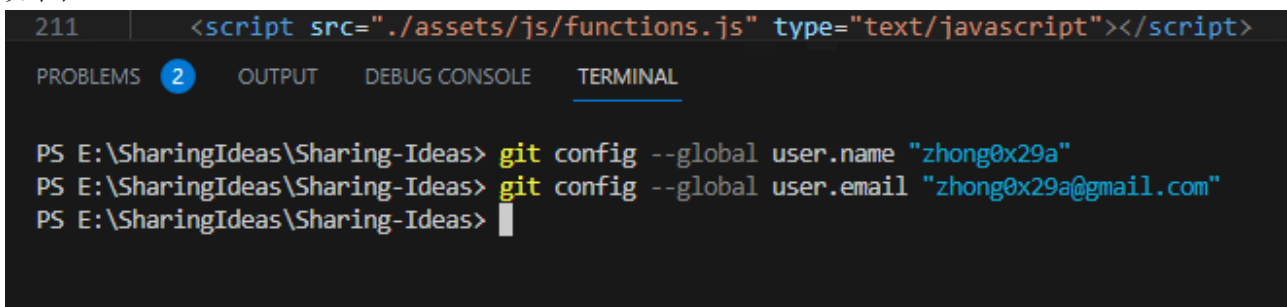 211 <script src="./assets/js/functions.js" type="text/javascript"></script>
PROBLEMS 2 OUTPUT DEBUG CONSOLE TERMINAL
PS E:\SharingIdeas\Sharing-Ideas> git config --global user.name "zhong0x29a"
PS E:\SharingIdeas\Sharing-Ideas> git config --global user.email "zhong0x29a@gmail.com"
PS E:\SharingIdeas\Sharing-Ideas>